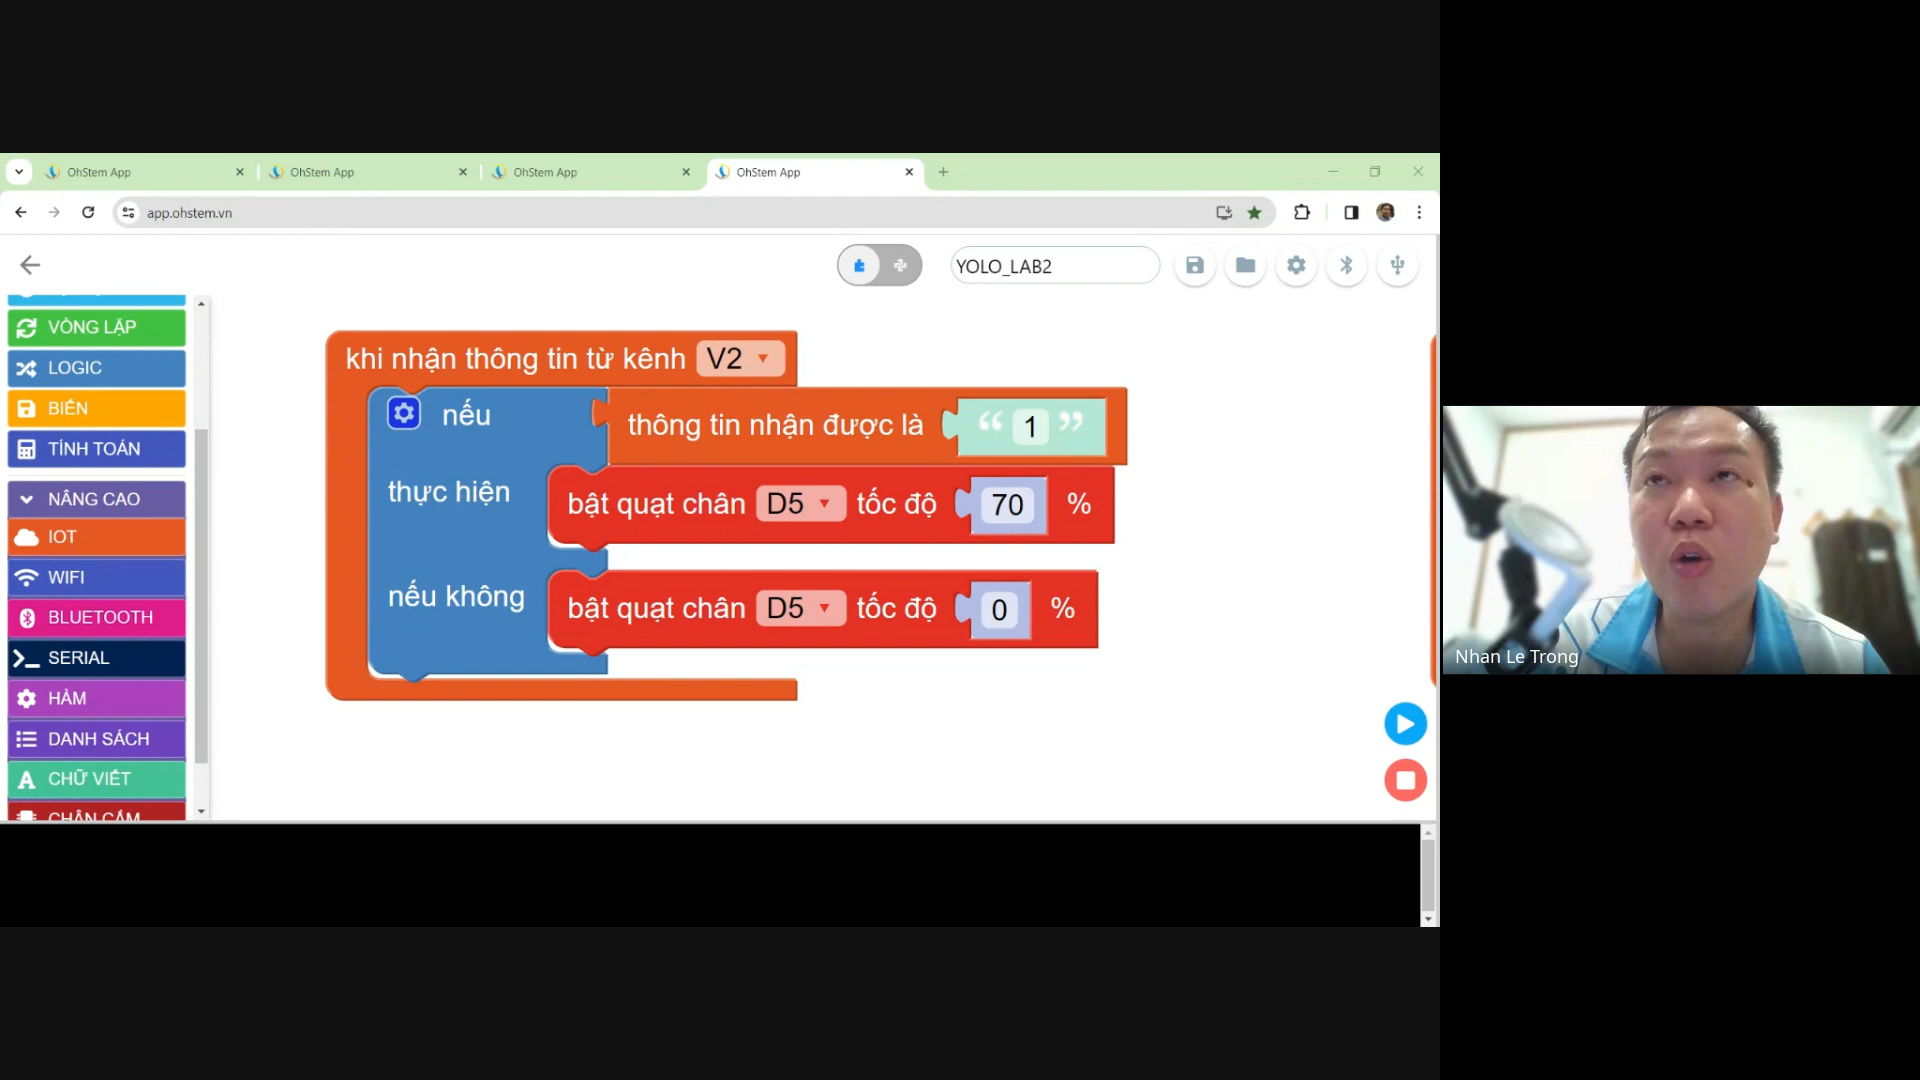 OhStem App
OhStem App
OhStem App
OhStem App
app.ohstem.vn
YOLO_LAB2
VÒNG LẶP
LOGIC
BIẾN
TÍNH TOÁN
NÂNG CAO
IOT
WIFI
BLUETOOTH
SERIAL
HÀM
DANH SÁCH
CHỮ VIẾT
CHÂN CẮM
khi nhận thông tin từ kênh V2
nếu thông tin nhận được là “ 1 ”
thực hiện bật quạt chân D5 tốc độ 70 %
nếu không bật quạt chân D5 tốc độ 0 %
Nhan Le Trong